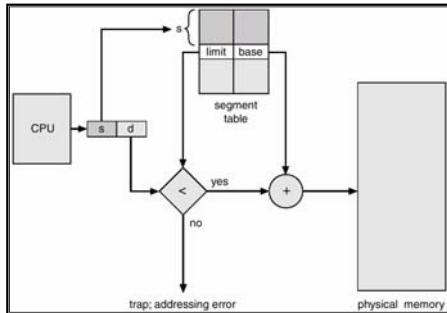 s
limit base
segment
table
CPU
s d
<
yes
+
no
trap; addressing error
physical memory